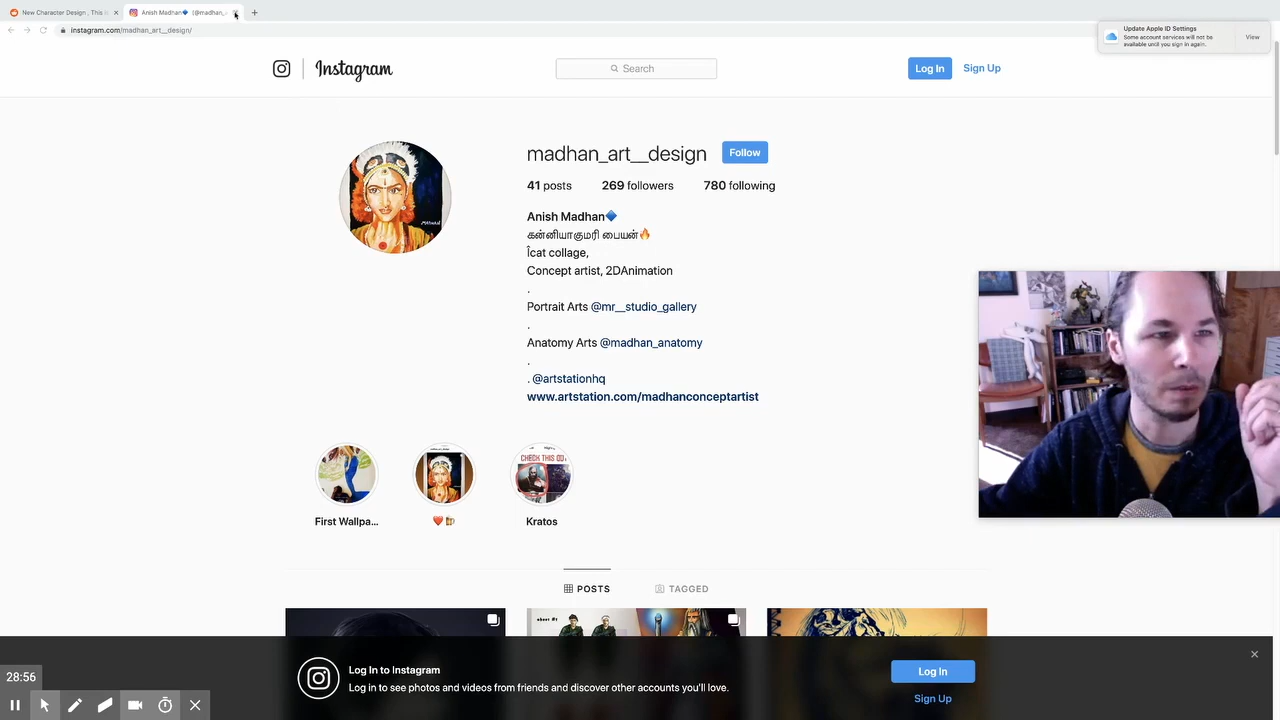 New Character Design , This is
Anish Madhan🔷 (@madhan_
instagram.com/madhan_art__design/
Update Apple ID Settings
Some account services will not be
available until you sign in again.
View
Instagram
Search
Log In
Sign Up
madhan_art__design
Follow
41 posts
269 followers
780 following
Anish Madhan🔷
கன்னியாகுமரி பையன்🔥
Îcat collage,
Concept artist, 2DAnimation
.
Portrait Arts @mr__studio_gallery
.
Anatomy Arts @madhan_anatomy
.
. @artstationhq
www.artstation.com/madhanconceptartist
CHECK THIS OUT
First Wallpa...
❤️🍺
Kratos
POSTS
TAGGED
Log In to Instagram
Log in to see photos and videos from friends and discover other accounts you'll love.
Log In
Sign Up
28:56